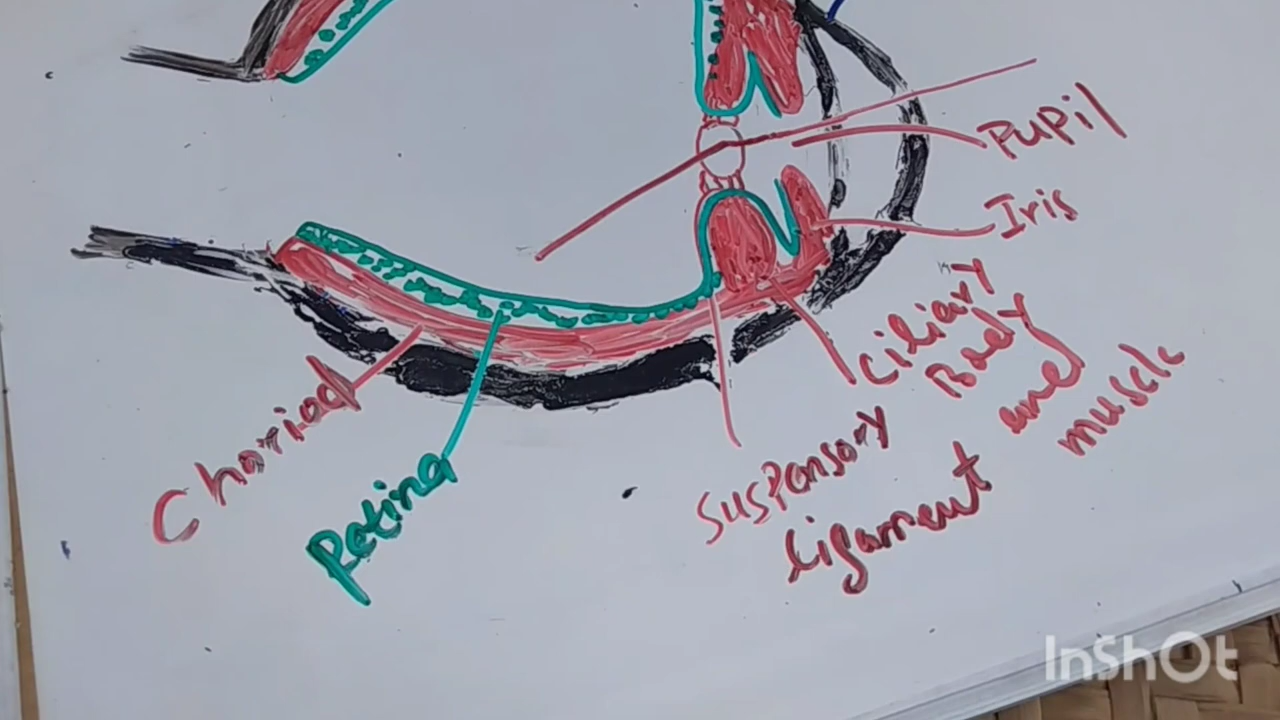 Pupil
Iris
Ciliary
Body
and
muscle
Suspensory
ligament
Choriod
Retina
InShOt